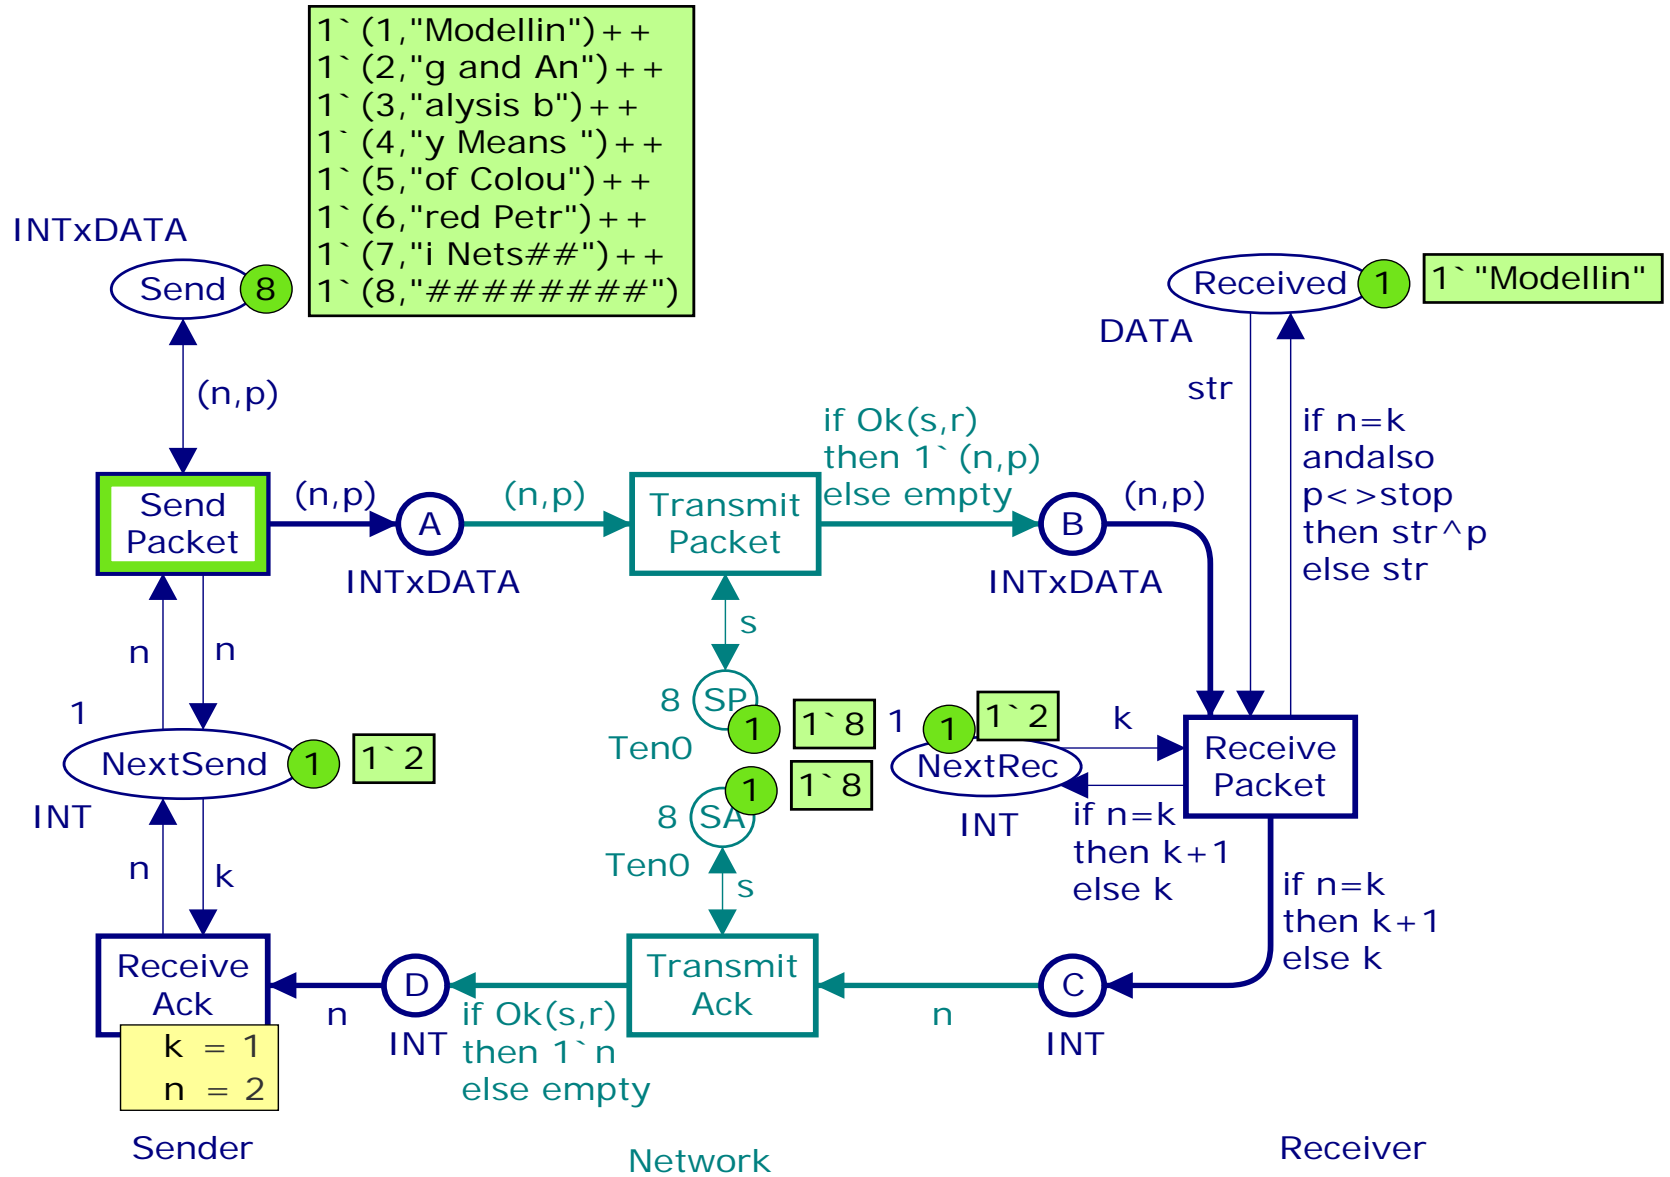 1`(1,"Modellin")++
1`(2,"g and An")++
1`(3,"alysis b")++
1`(4,"y Means ")++
1`(5,"of Colou")++
1`(6,"red Petr")++
1`(7,"i Nets##")++
1`(8,"########")
INTxDATA
Send
8
Received
1
1`"Modellin"
DATA
(n,p)
str
if n=k
andalso
p<>stop
then str^p
else str
if Ok(s,r)
then 1`(n,p)
else empty
Send
Packet
(n,p)
A
INTxDATA
(n,p)
Transmit
Packet
B
INTxDATA
(n,p)
n
n
s
1
NextSend
1
1`2
INT
8
SP
1
1`8
Ten0
8
SA
1
1`8
Ten0
s
1
1
1`2
NextRec
INT
k
if n=k
then k+1
else k
Receive
Packet
if n=k
then k+1
else k
n
k
Receive
Ack
k = 1
n = 2
n
D
INT
if Ok(s,r)
then 1`n
else empty
Transmit
Ack
n
C
INT
Sender
Network
Receiver